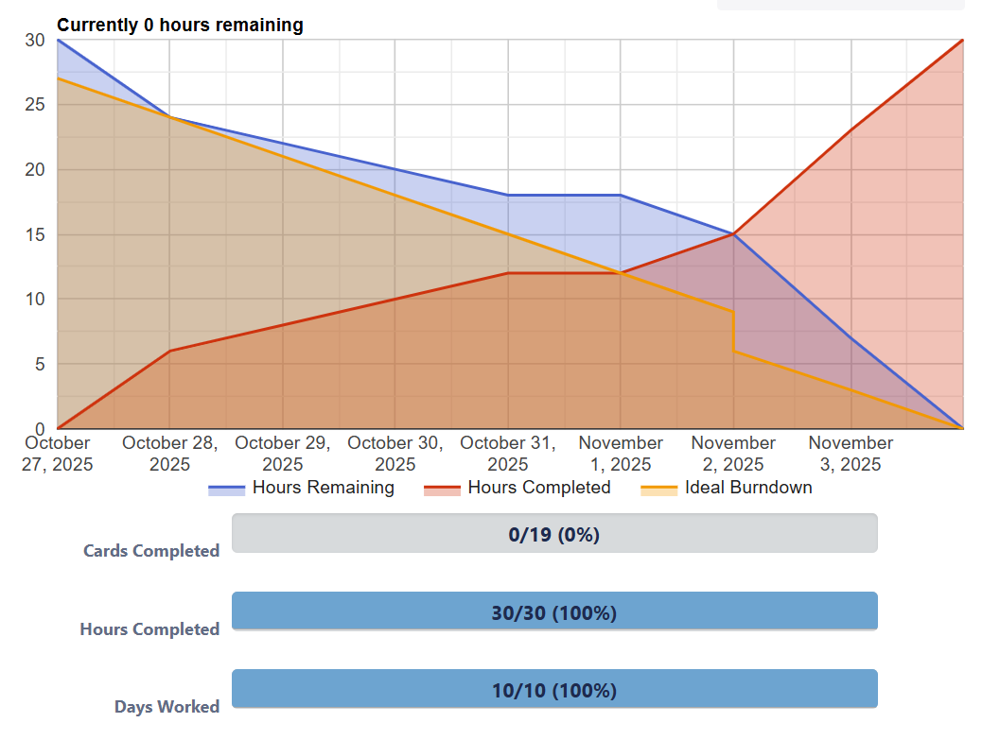 Currently 0 hours remaining
30
25
20
15
10
5
0
October 27, 2025
October 28, 2025
October 29, 2025
October 30, 2025
October 31, 2025
November 1, 2025
November 2, 2025
November 3, 2025
Hours Remaining
Hours Completed
Ideal Burndown
Cards Completed
0/19 (0%)
Hours Completed
30/30 (100%)
Days Worked
10/10 (100%)